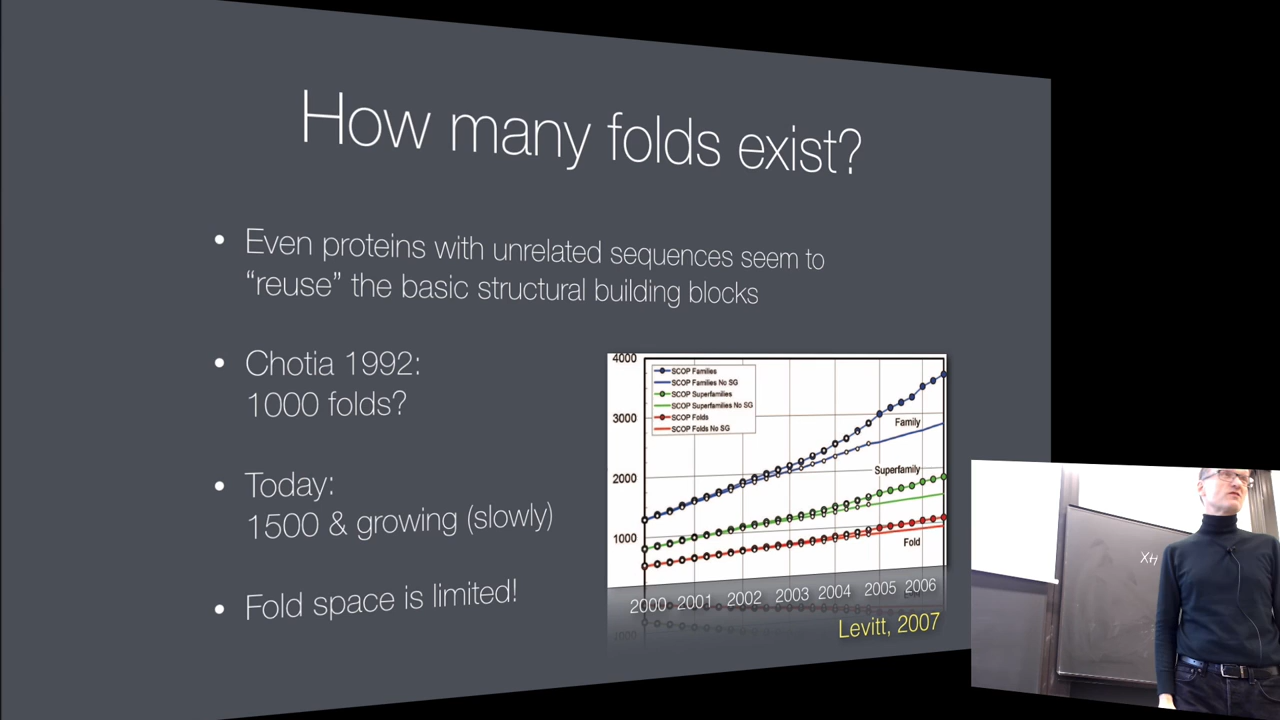 How many folds exist?
• Even proteins with unrelated sequences seem to
“reuse” the basic structural building blocks
• Chotia 1992:
1000 folds?
• Today:
1500 & growing (slowly)
• Fold space is limited!
4000
3000
2000
1000
SCOP Families
SCOP Families No SG
SCOP Superfamilies
SCOP Superfamilies No SG
SCOP Folds
SCOP Folds No SG
Family
Superfamily
Fold
2000 2001 2002 2003 2004 2005 2006
Levitt, 2007
XH